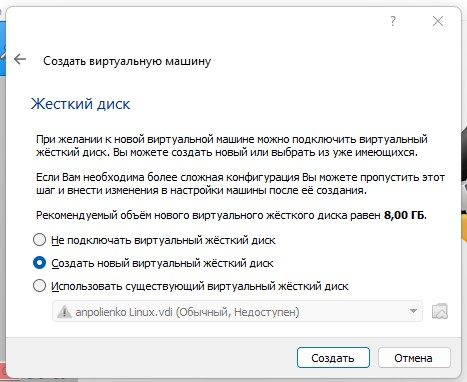 ?
Создать виртуальную машину
Жесткий диск
При желании к новой виртуальной машине можно подключить виртуальный
жёсткий диск. Вы можете создать новый или выбрать из уже имеющихся.
Если Вам необходима более сложная конфигурация Вы можете пропустить этот
шаг и внести изменения в настройки машины после её создания.
Рекомендуемый объём нового виртуального жёсткого диска равен 8,00 ГБ.
Не подключать виртуальный жёсткий диск
Создать новый виртуальный жёсткий диск
Использовать существующий виртуальный жёсткий диск
anpolienko Linux.vdi (Обычный, Недоступен)
Создать
Отмена